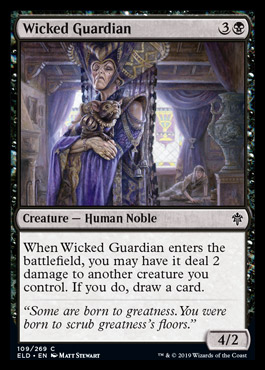 Wicked Guardian 3
Creature — Human Noble
When Wicked Guardian enters the
battlefield, you may have it deal 2
damage to another creature you
control. If you do, draw a card.
“Some are born to greatness. You were
born to scrub greatness’s floors.”
4/2
109/269 C
ELD • EN MATT STEWART
™ & © 2019 Wizards of the Coast